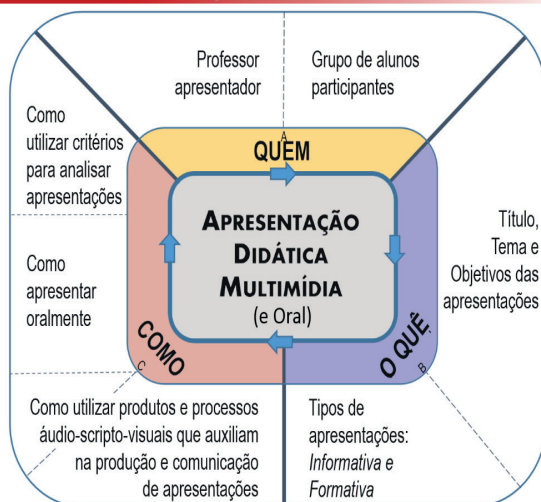 Professor
apresentador
Grupo de alunos
participantes
Como
utilizar critérios
para analisar
apresentações
A
QUEM
APRESENTAÇÃO
DIDÁTICA
MULTIMÍDIA
(e Oral)
Título,
Tema e
Objetivos das
apresentações
Como
apresentar
oralmente
COMO
C
O QUÊ
B
Como utilizar produtos e processos
áudio-scripto-visuais que auxiliam
na produção e comunicação
de apresentações
Tipos de
apresentações:
Informativa e
Formativa